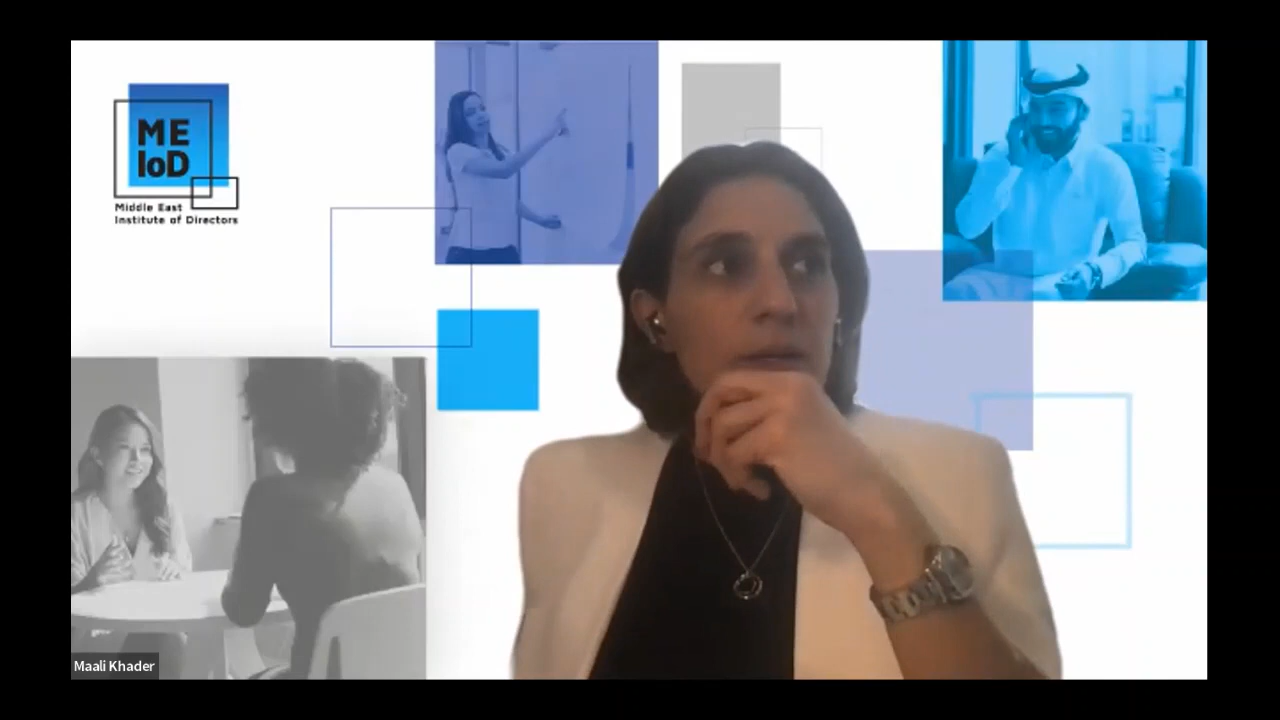 ME
IoD
Middle East
Institute of Directors
Maali Khader